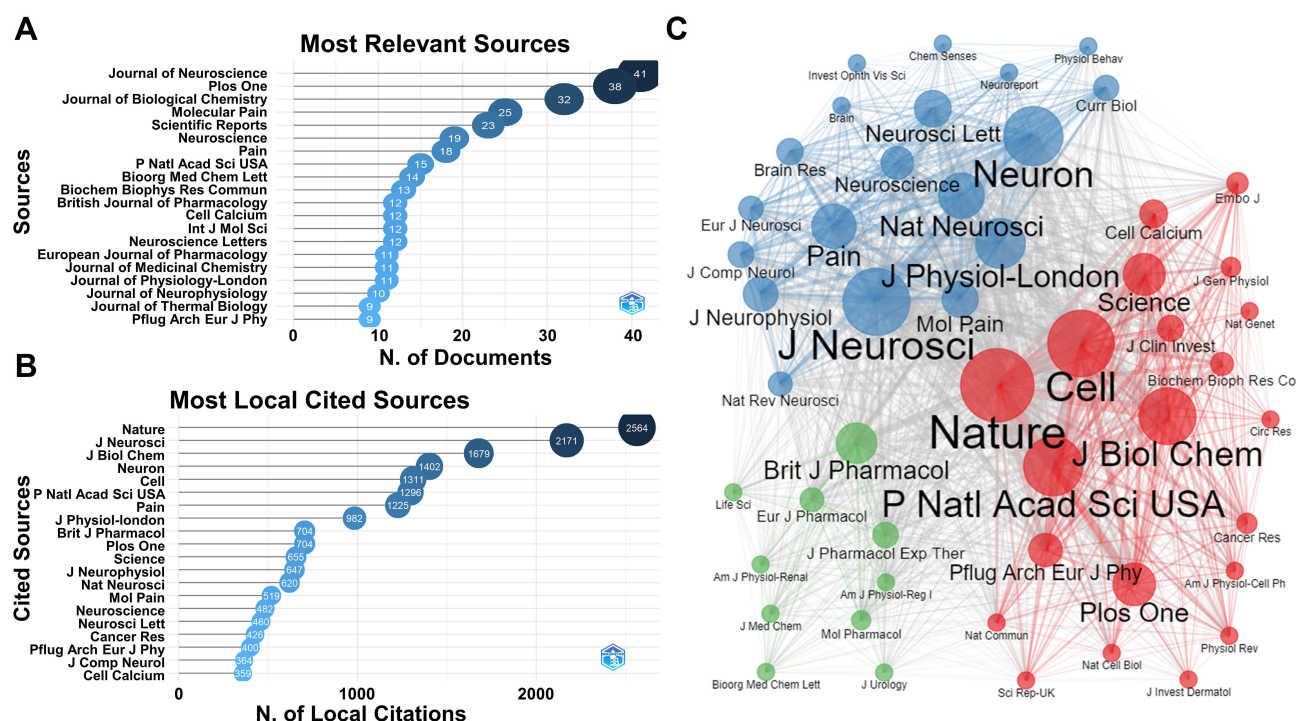 A
Most Relevant Sources
Sources
Journal of Neuroscience 41
Plos One 38
Journal of Biological Chemistry 32
Molecular Pain 25
Scientific Reports 23
Neuroscience 19
Pain 18
P Natl Acad Sci USA 15
Bioorg Med Chem Lett 14
Biochem Biophys Res Commun 13
British Journal of Pharmacology 12
Cell Calcium 12
Int J Mol Sci 12
Neuroscience Letters 12
European Journal of Pharmacology 11
Journal of Medicinal Chemistry 11
Journal of Physiology-London 11
Journal of Neurophysiology 10
Journal of Thermal Biology 9
Pflug Arch Eur J Phy 9
0 10 20 30 40
N. of Documents
B
Most Local Cited Sources
Cited Sources
Nature 2564
J Neurosci 2171
J Biol Chem 1679
Neuron 1402
Cell 1311
P Natl Acad Sci USA 1296
Pain 1225
J Physiol-london 982
Brit J Pharmacol 704
Plos One 704
Science 655
J Neurophysiol 647
Nat Neurosci 620
Mol Pain 519
Neuroscience 482
Neurosci Lett 460
Cancer Res 426
Pflug Arch Eur J Phy 400
J Comp Neurol 364
Cell Calcium 359
0 1000 2000
N. of Local Citations
C
Chem Senses
Physiol Behav
Invest Ophth Vis Sci
Neuroreport
Curr Biol
Brain
Neurosci Lett
Brain Res
Neuroscience
Neuron
Embo J
Eur J Neurosci
Nat Neurosci
Cell Calcium
Pain
J Comp Neurol
J Physiol-London
J Gen Physiol
Science
J Neurophysiol
Mol Pain
Nat Genet
J Neurosci
J Clin Invest
Biochem Bioph Res Co
Cell
Nat Rev Neurosci
Nature
Circ Res
Brit J Pharmacol
J Biol Chem
Life Sci
Eur J Pharmacol
P Natl Acad Sci USA
Cancer Res
J Pharmacol Exp Ther
Pflug Arch Eur J Phy
Am J Physiol-Renal
Am J Physiol-Cell Ph
Am J Physiol-Reg I
Plos One
J Med Chem
Mol Pharmacol
Nat Commun
Physiol Rev
Nat Cell Biol
Bioorg Med Chem Lett
J Urology
Sci Rep-UK
J Invest Dermatol